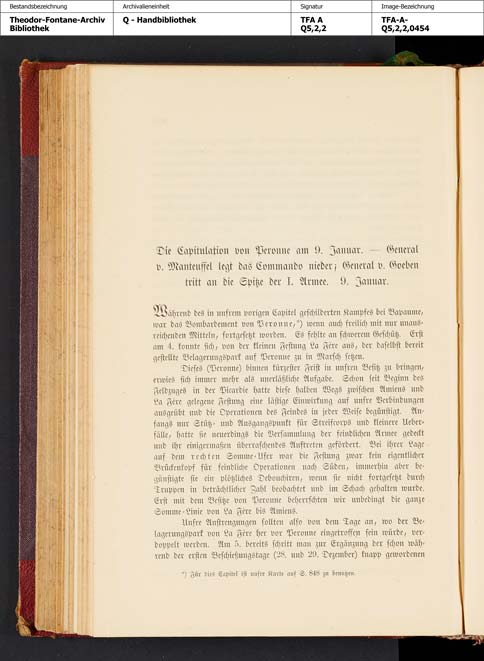 Bestandsbezeichnung
Archivalieneinheit
Signatur
Image-Bezeichnung
Theodor-Fontane-Archiv
Bibliothek
Q - Handbibliothek
TFA A
Q5,2,2
TFA-A-
Q5,2,2,0454
Die Capitulation von Peronne am 9. Januar. — General
v. Manteuffel legt das Commando nieder; General v. Goeben
tritt an die Spitze der I. Armee. 9. Januar.
Während des in unsrem vorigen Capitel geschilderten Kampfes bei Bapaume,
war das Bombardement von Peronne,*) wenn auch freilich mit nur unaus-
reichenden Mitteln, fortgesetzt worden. Es fehlte an schwerem Geschütz. Erst
am 4. konnte sich, von der kleinen Festung La Fère aus, der daselbst bereit
gestellte Belagerungspark auf Peronne zu in Marsch setzen.
Dieses (Peronne) binnen kürzester Frist in unsren Besitz zu bringen,
erwies sich immer mehr als unerläßliche Aufgabe. Schon seit Beginn des
Feldzuges in der Picardie hatte diese halben Wegs zwischen Amiens und
La Fère gelegene Festung eine lästige Einwirkung auf unsre Verbindungen
ausgeübt und die Operationen des Feindes in jeder Weise begünstigt. An-
fangs nur Stütz- und Ausgangspunkt für Streifcorps und kleinere Ueber-
fälle, hatte sie neuerdings die Versammlung der feindlichen Armee gedeckt
und ihr einigermaßen überraschendes Auftreten gefördert. Bei ihrer Lage
auf dem rechten Somme-Ufer war die Festung zwar kein eigentlicher
Brückenkopf für feindliche Operationen nach Süden, immerhin aber be-
günstigte sie ein plötzliches Debouchiren, wenn sie nicht fortgesetzt durch
Truppen in beträchtlicher Zahl beobachtet und im Schach gehalten wurde.
Erst mit dem Besitze von Peronne beherrschten wir unbedingt die ganze
Somme-Linie von La Fère bis Amiens.
Unsre Anstrengungen sollten also von dem Tage an, wo der Be-
lagerungspark von La Fère her vor Peronne eingetroffen sein würde, ver-
doppelt werden. Am 5. bereits schritt man zur Ergänzung der schon wäh-
rend der ersten Beschießungstage (28. und 29. Dezember) knapp gewordenen
*) Für dies Capitel ist unsre Karte auf S. 848 zu benutzen.